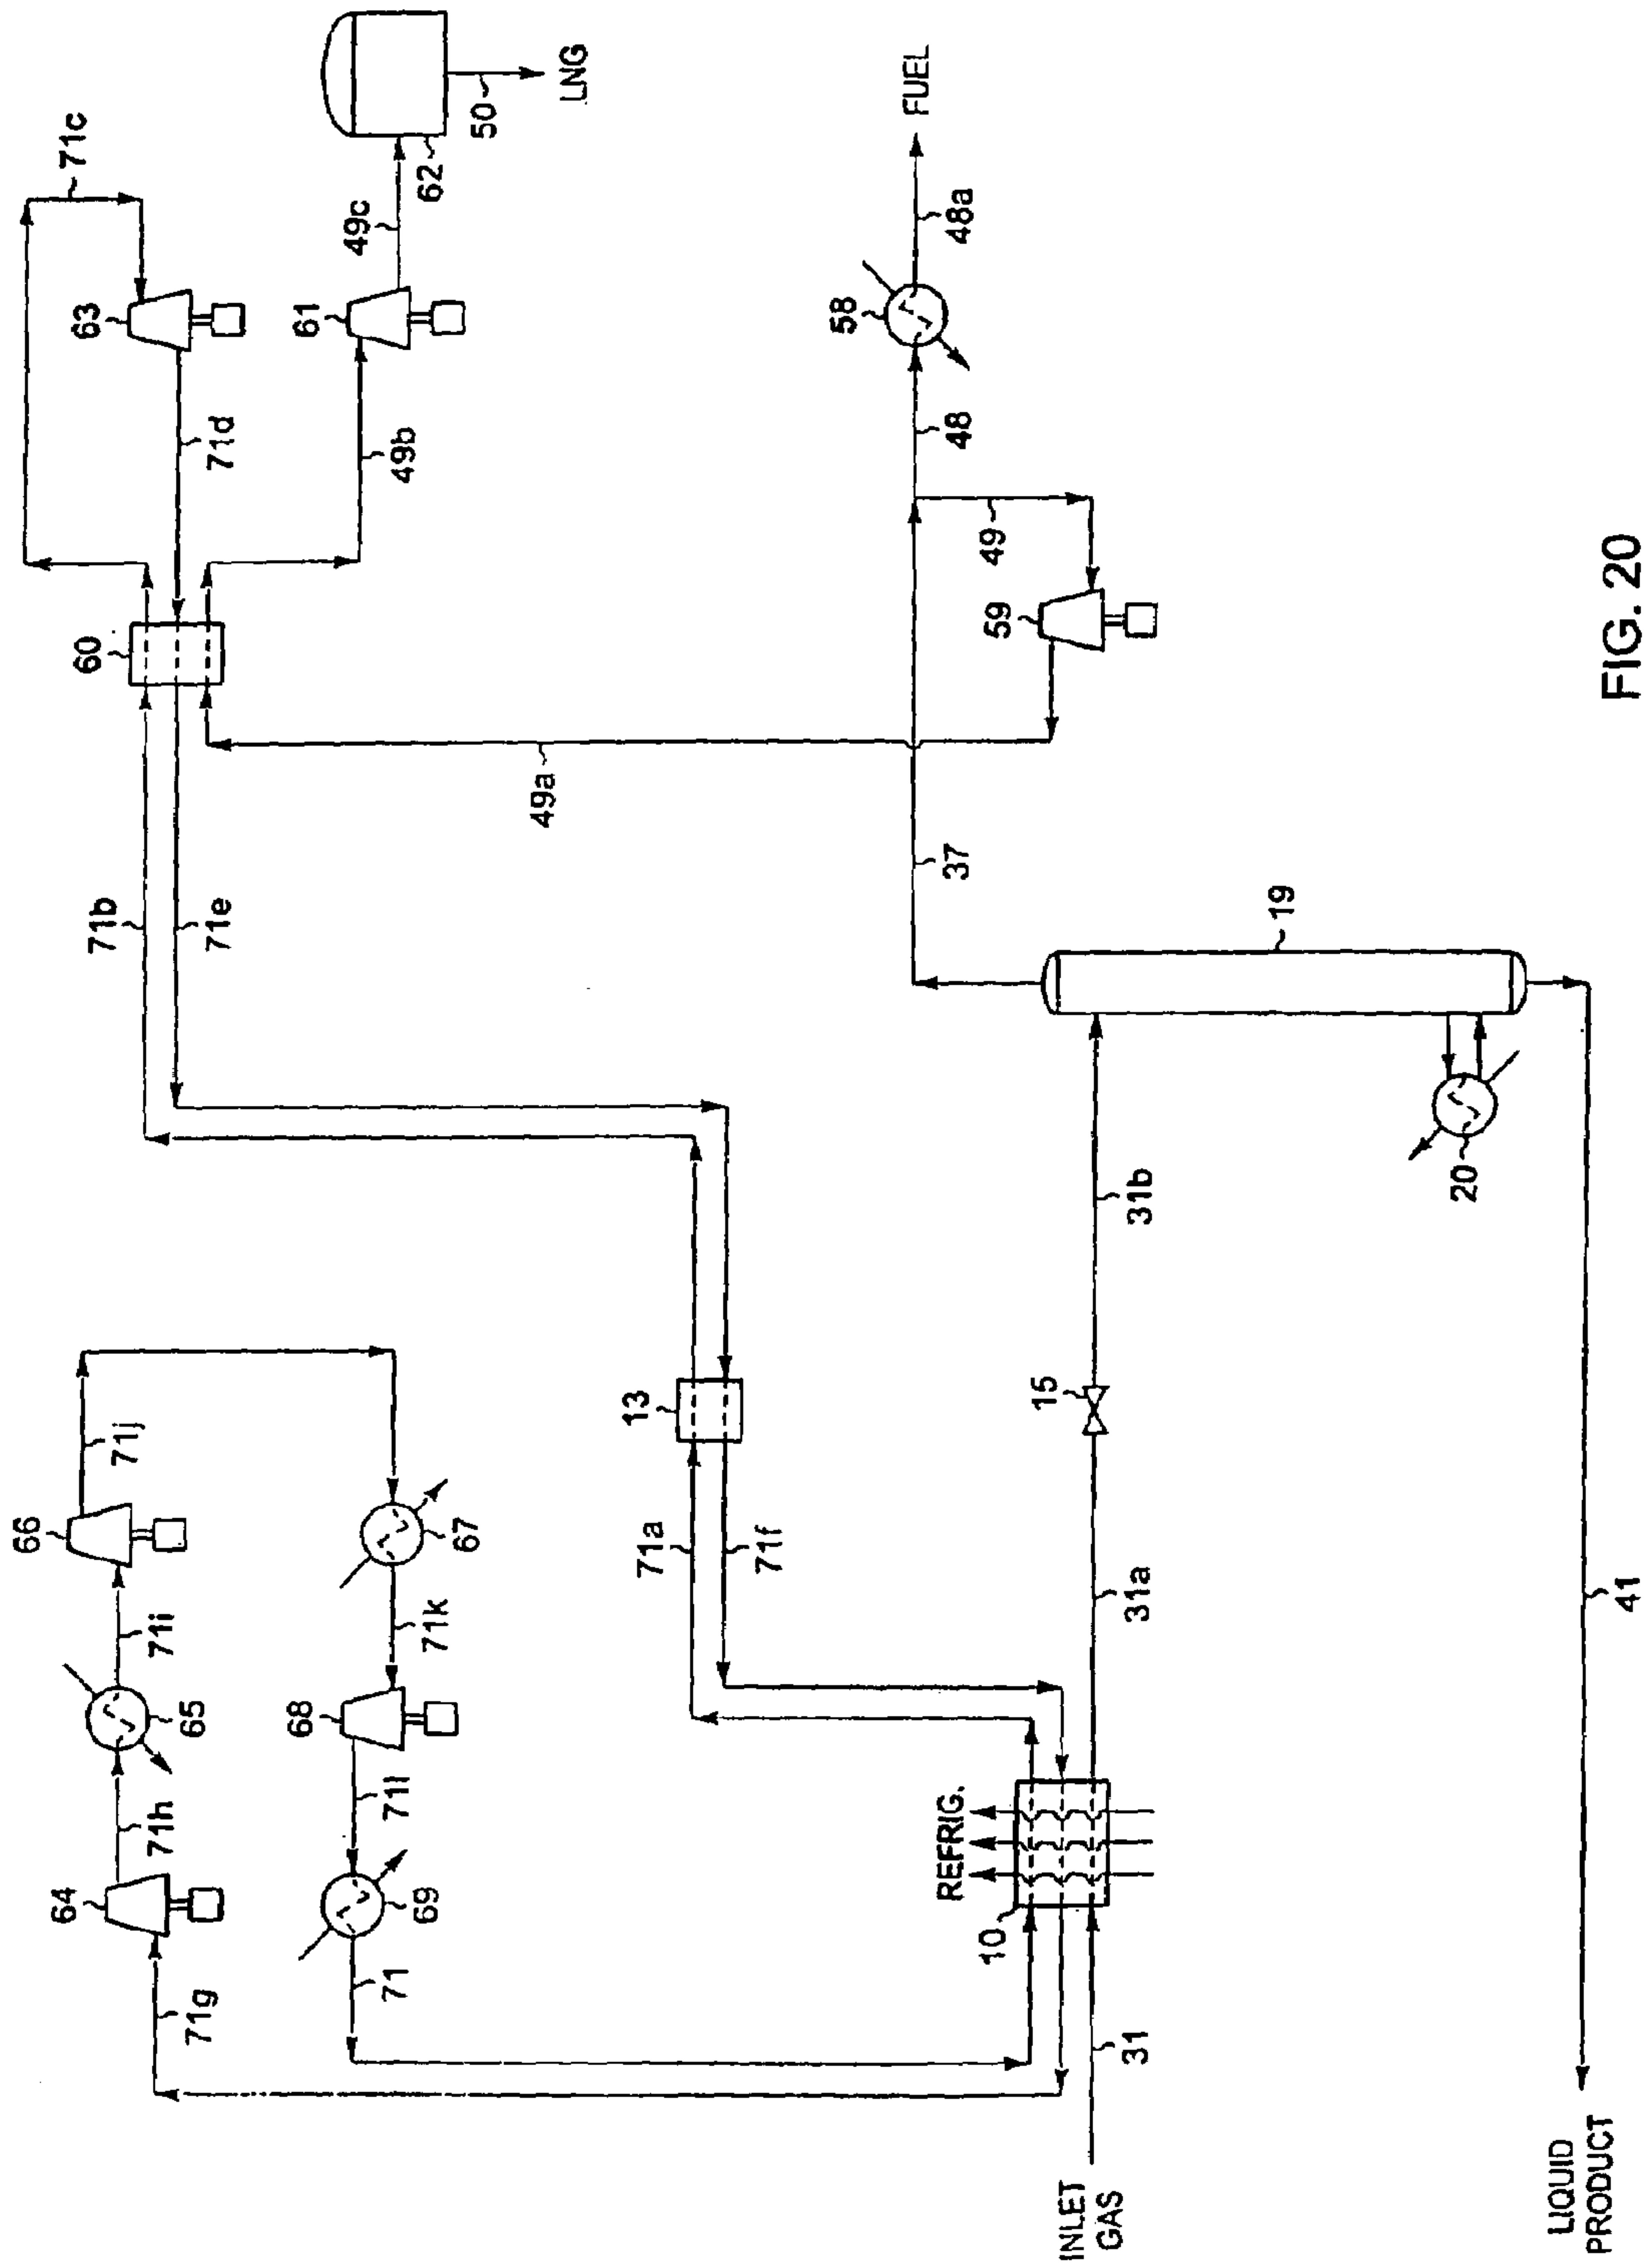 71g
64
71h
65
71i
66
71j
71
69
71l
68
71k
67
71a
13
71f
71b
71e
60
71d
63
71c
49b
61
49c
62
50
LNG
49a
INLET
GAS
31
10
REFRIG.
31a
15
31b
37
19
20
59
49
48
58
48a
FUEL
LIQUID
PRODUCT
41
FIG. 20